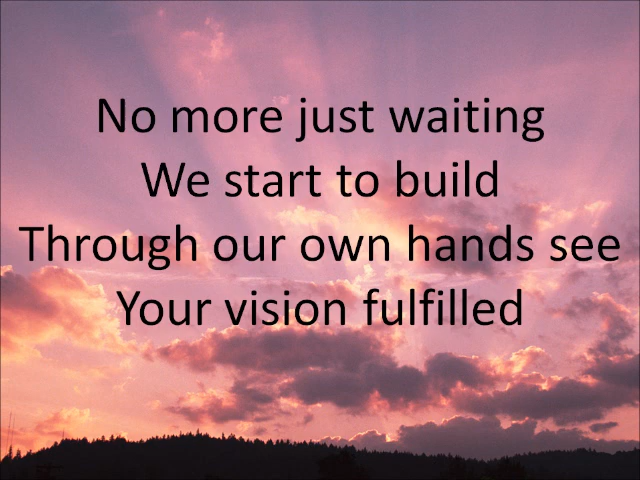 No more just waiting
We start to build
Through our own hands see
Your vision fulfilled